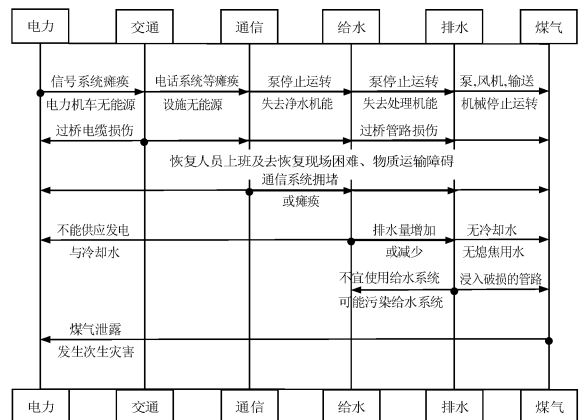 电力 交通 通信 给水 排水 煤气
信号系统瘫痪 电话系统等瘫痪 泵停止运转 泵停止运转 泵,风机,输送
电力机车无能源 设施无能源 失去净水机能 失去处理机能 机械停止运转
过桥电缆损伤 过桥管路损伤
恢复人员上班及去恢复现场困难、物质运输障碍
通信系统拥堵
或瘫痪
不能供应发电 排水量增加 无冷却水
与冷却水 或减少 无熄焦用水
不宜使用给水系统 浸入破损的管路
可能污染给水系统
煤气泄露
发生次生灾害
电力 交通 通信 给水 排水 煤气